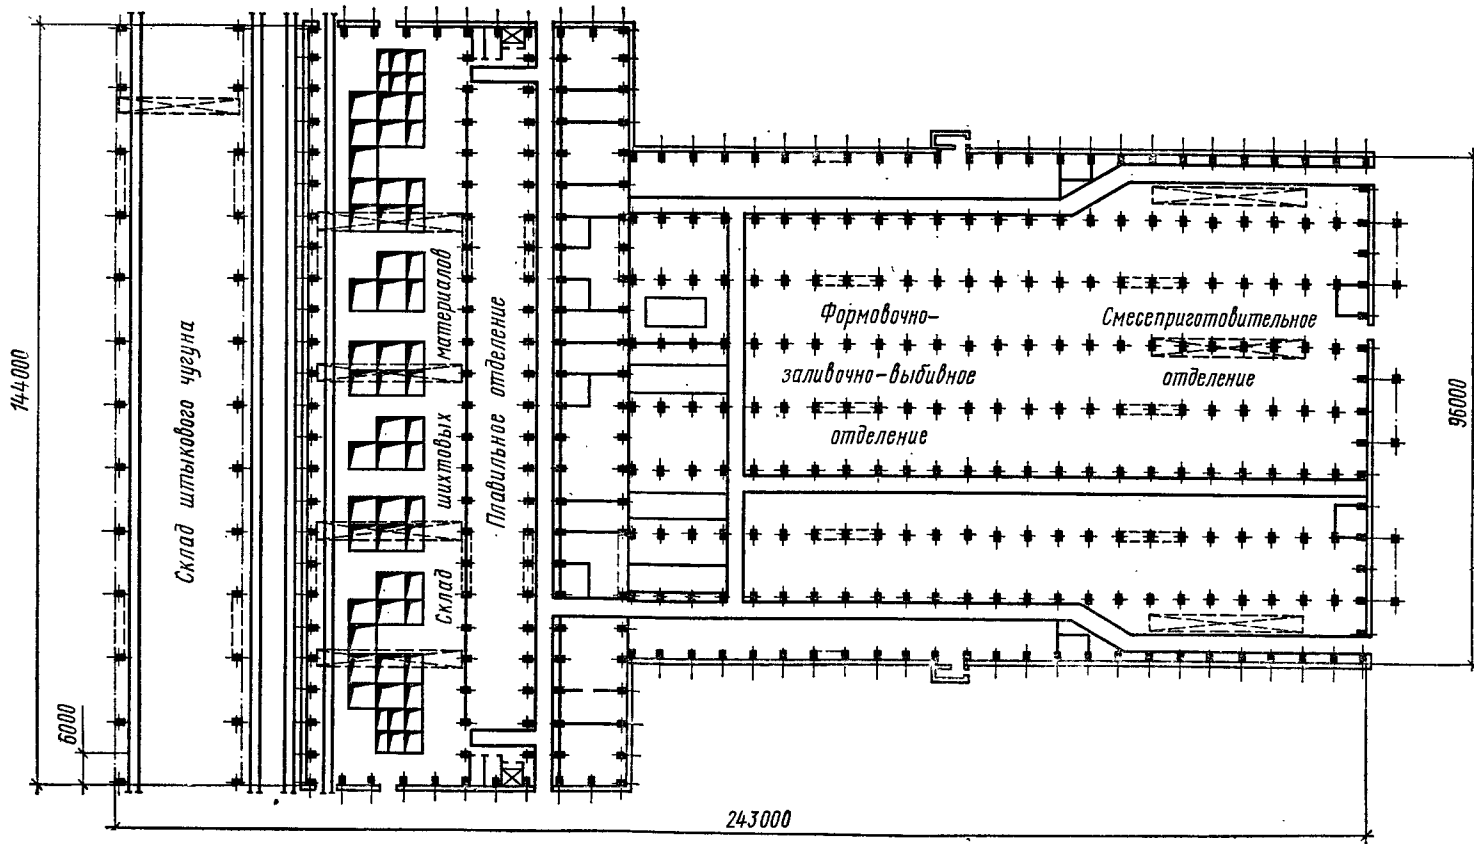 144000
6000
Склад штыкового чугуна
Склад шихтовых материалов
Плавильное отделение
Формовочно-
заливочно-выбивное
отделение
Смесеприготовительное
отделение
96000
243000